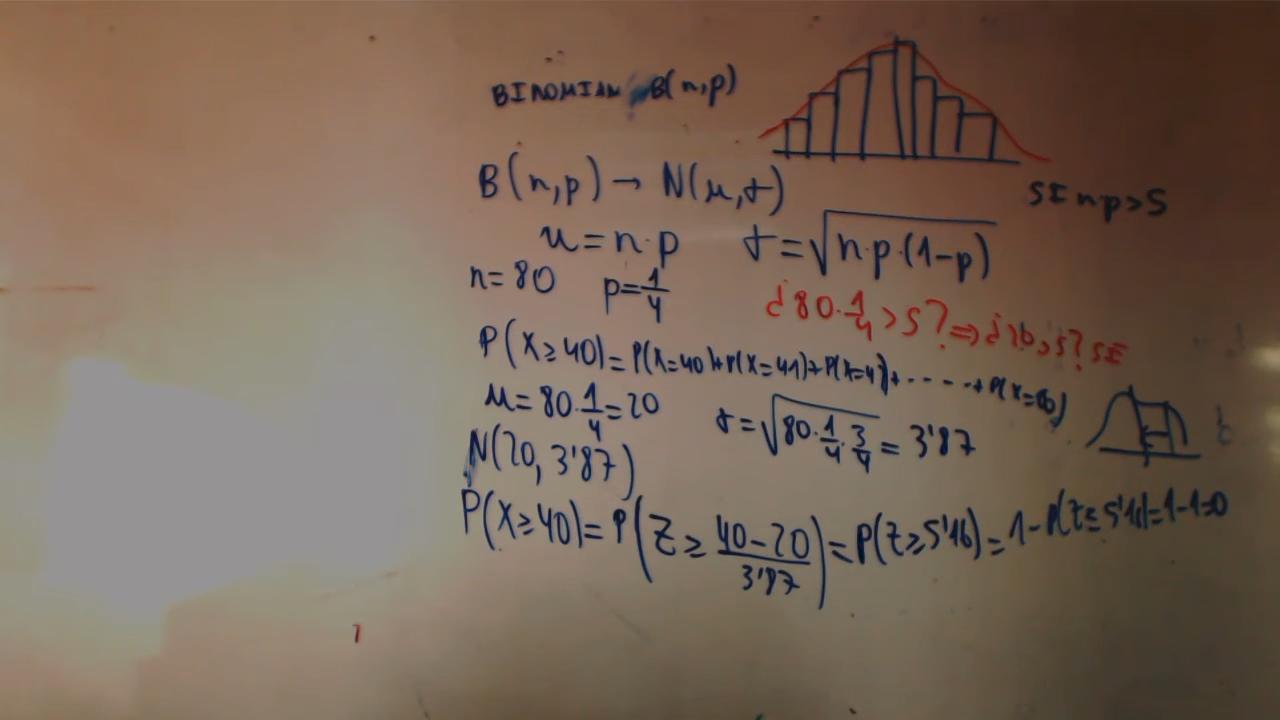 BINOMIAL B(n,p)
B(n,p) → N(μ,σ)
SI np>5
μ = n·p σ = √n·p·(1-p)
n = 80 p = 1/4
¿80·1/4 > 5? ⇒ ¿20>5? SI
P(X≥40) = P(X=40)+P(X=41)+P(X=4)+.....+P(X=80)
μ = 80·1/4 = 20 σ = √80·1/4·3/4 = 3'87
N(20, 3'87)
P(X≥40) = P(Z ≥ 40-20/3'87) = P(Z≥5'16) = 1-P(Z≤5'16)=1-1=0